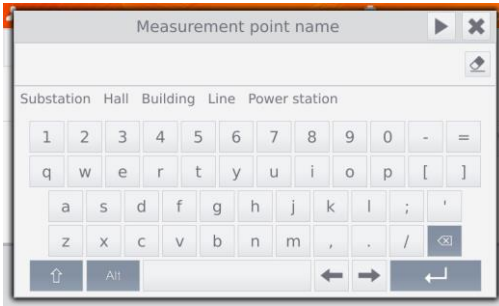 Measurement point name
Substation Hall Building Line Power station
1 2 3 4 5 6 7 8 9 0 - =
q w e r t y u i o p [ ]
a s d f g h j k l ; '
z x c v b n m , . /
Alt